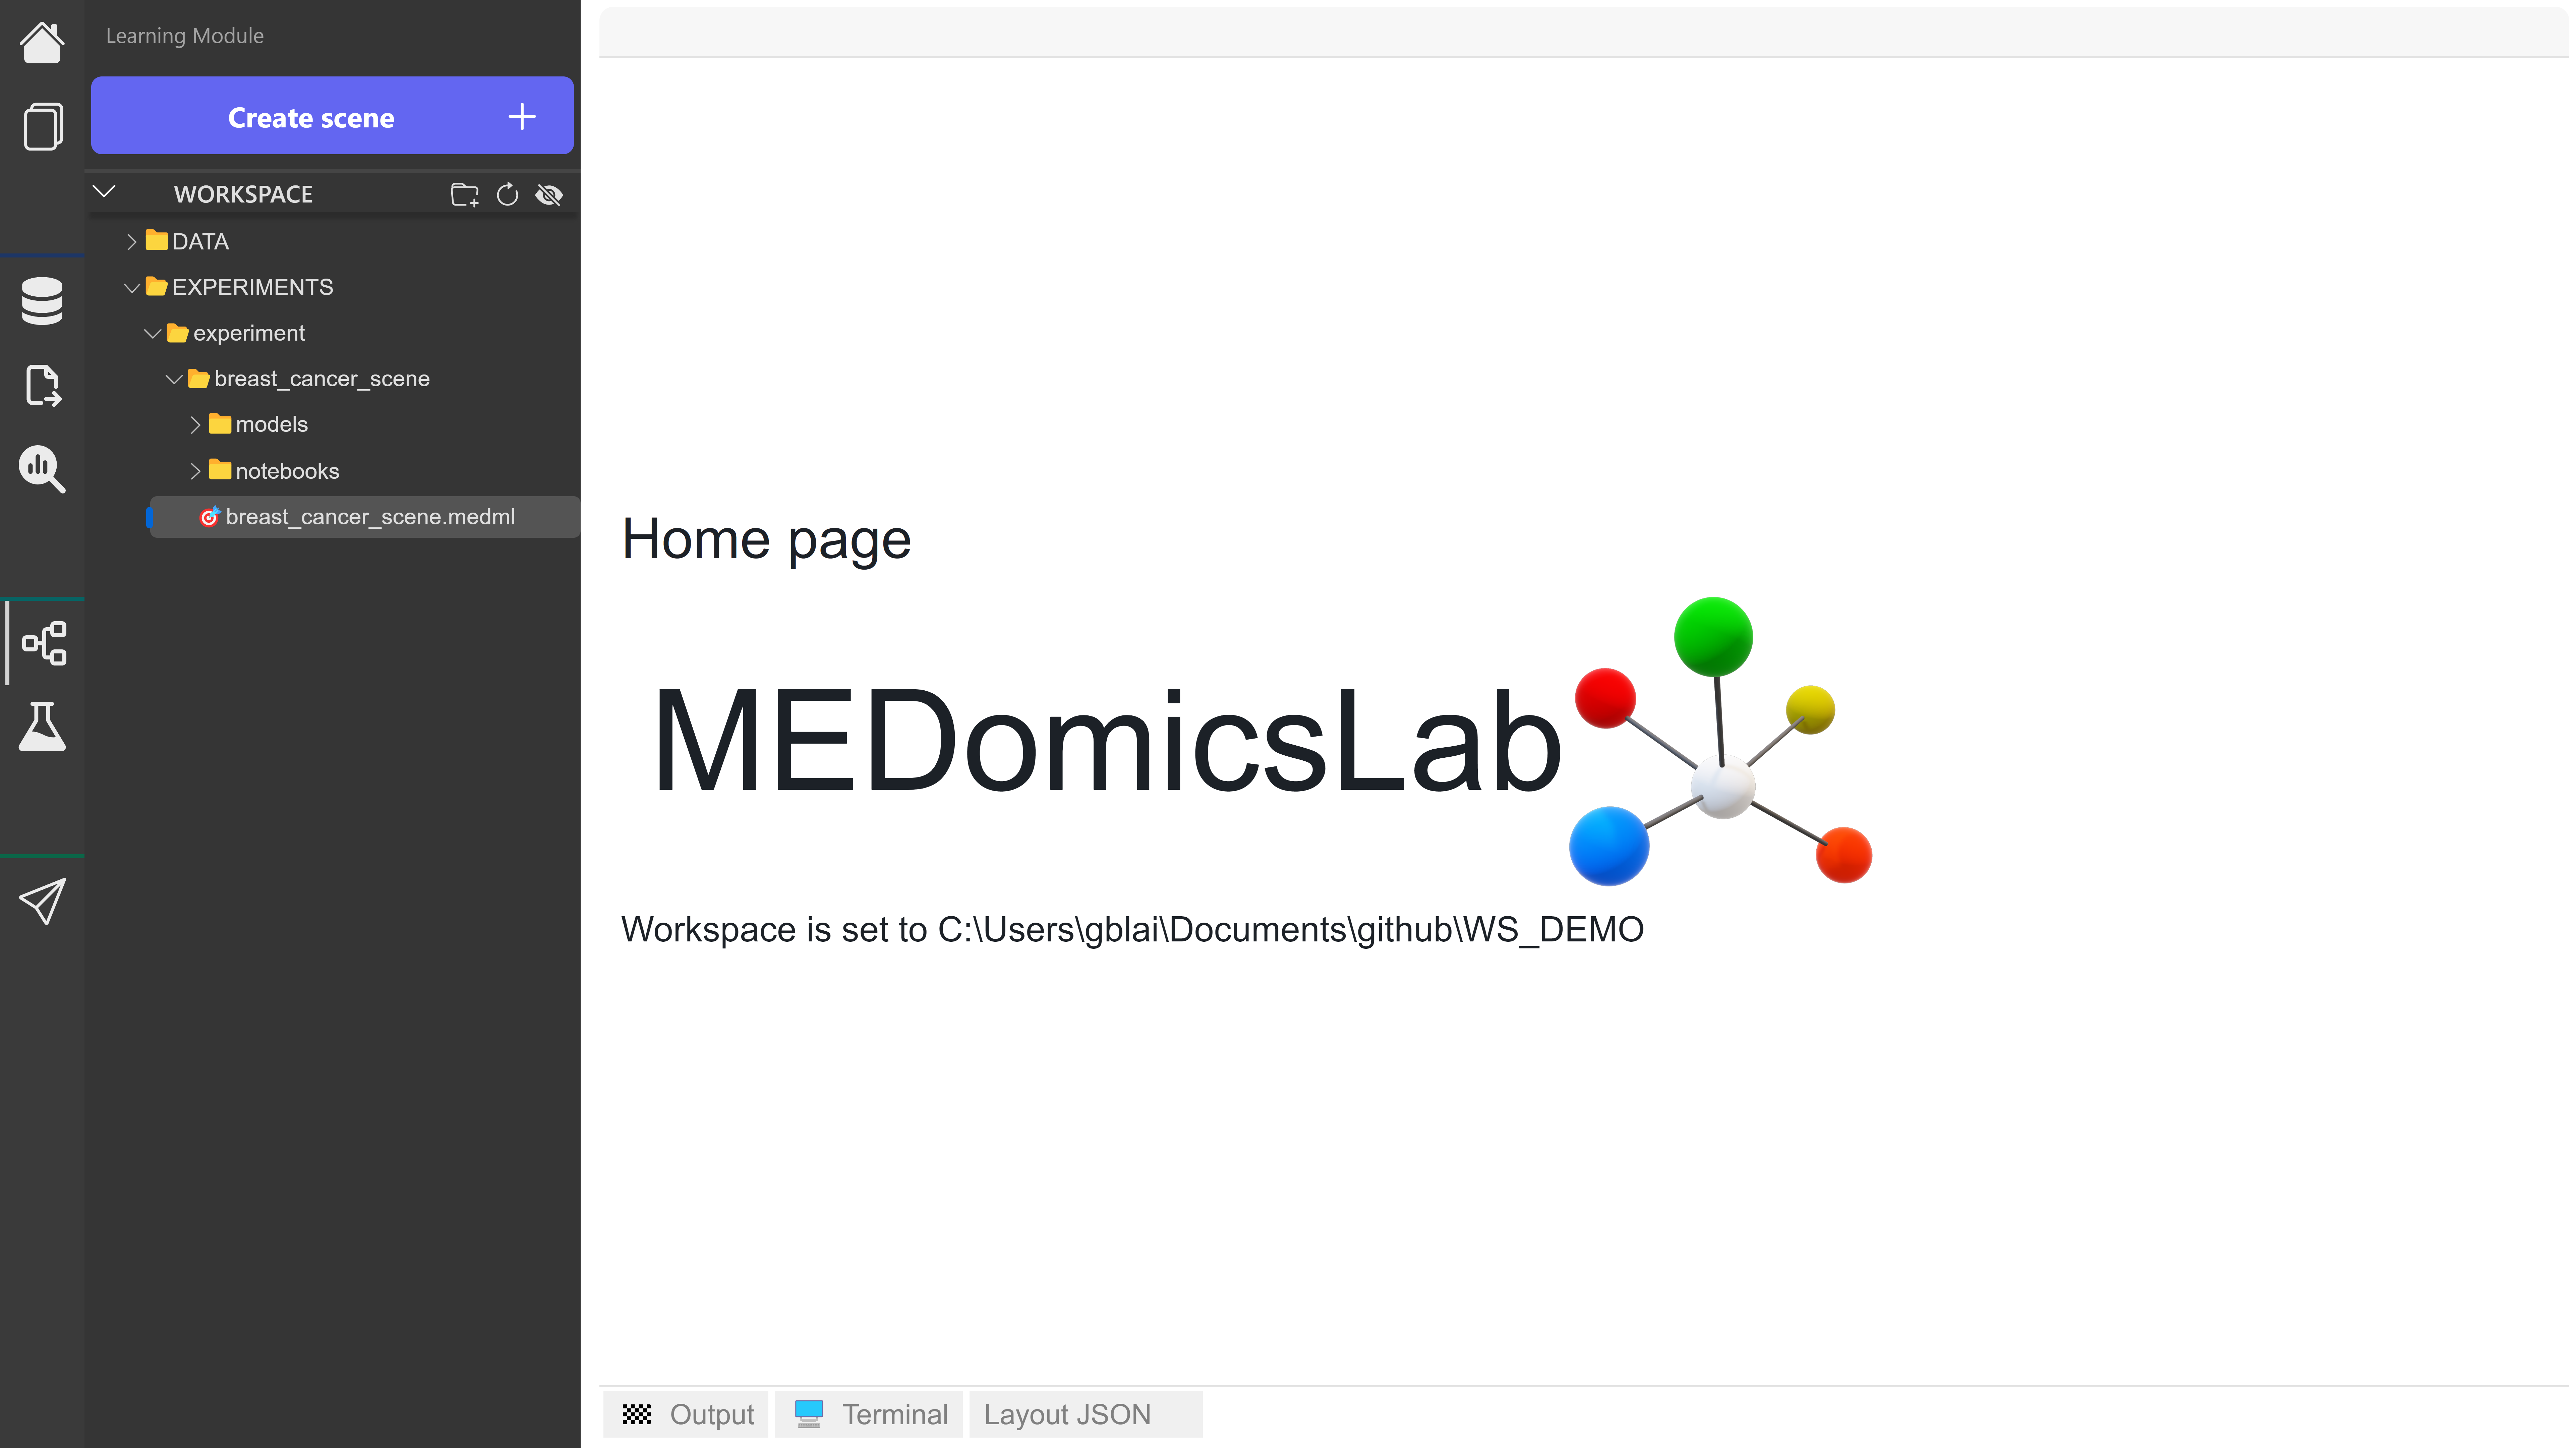 Learning Module
Create scene
WORKSPACE
DATA
EXPERIMENTS
experiment
breast_cancer_scene
models
notebooks
breast_cancer_scene.medml
Home page
MEDomicsLab
Workspace is set to C:\Users\gblai\Documents\github\WS_DEMO
Output
Terminal
Layout JSON